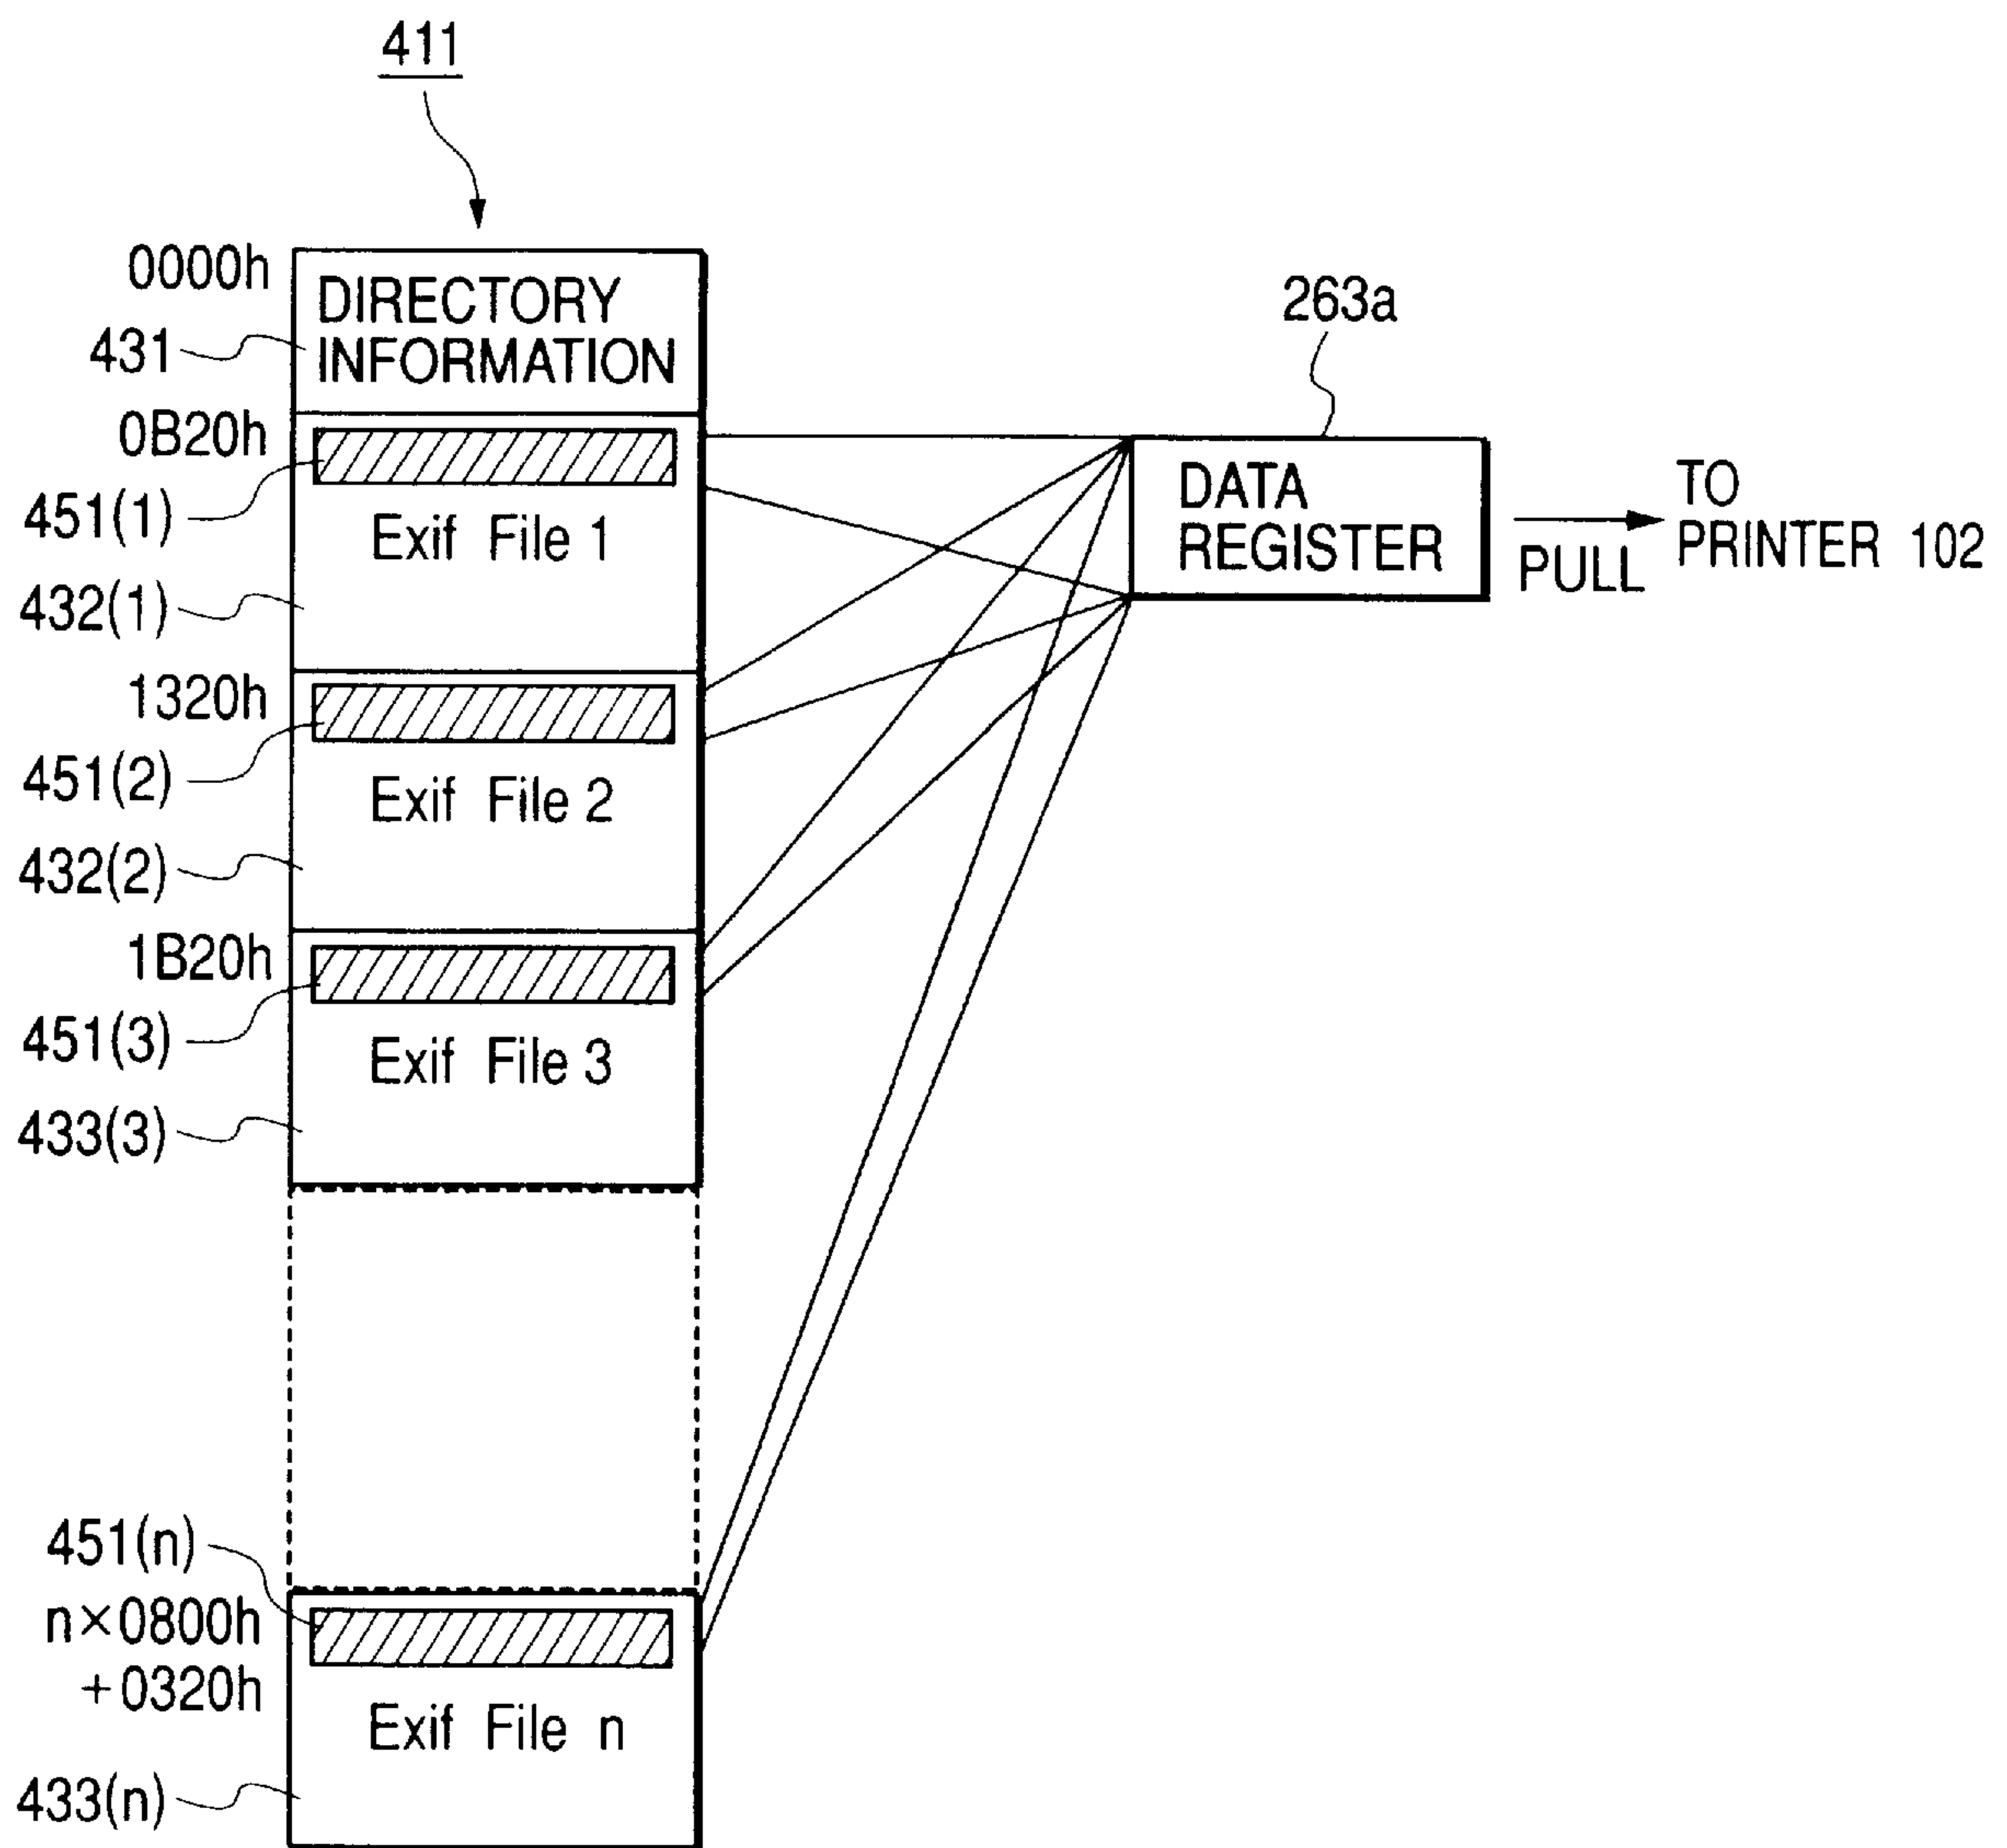 411
0000h
DIRECTORY
INFORMATION
431
263a
0B20h
451(1)
Exif File 1
432(1)
DATA
REGISTER
PULL
TO
PRINTER 102
1320h
451(2)
Exif File 2
432(2)
1B20h
451(3)
Exif File 3
433(3)
451(n)
n×0800h
+0320h
Exif File n
433(n)